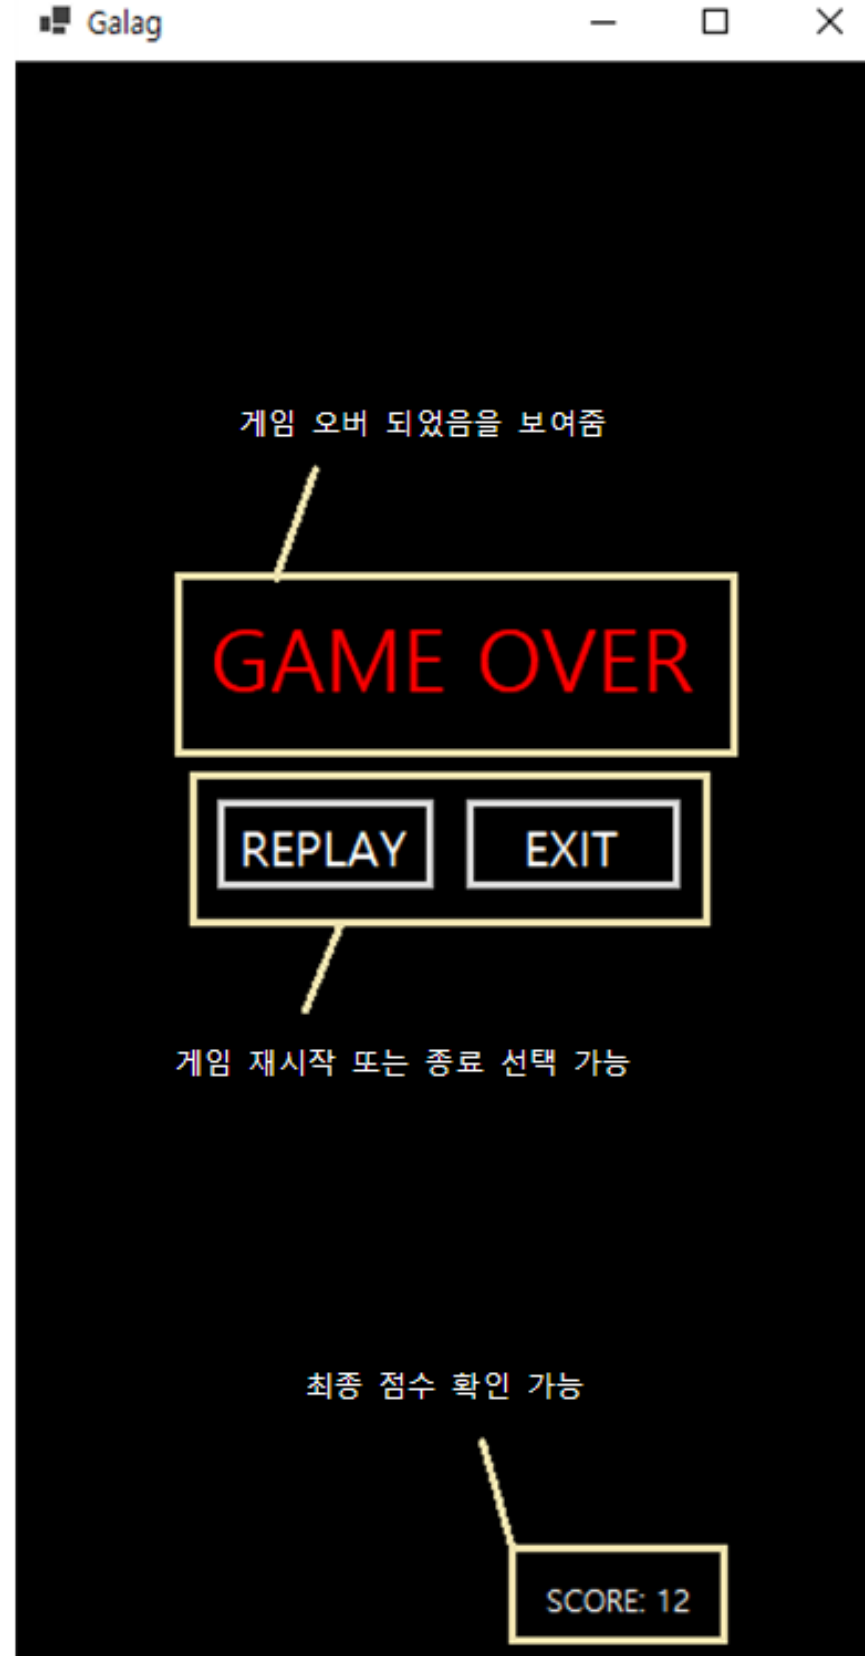 Galag
게임 오버 되었음을 보여줌
GAME OVER
REPLAY EXIT
게임 재시작 또는 종료 선택 가능
최종 점수 확인 가능
SCORE: 12